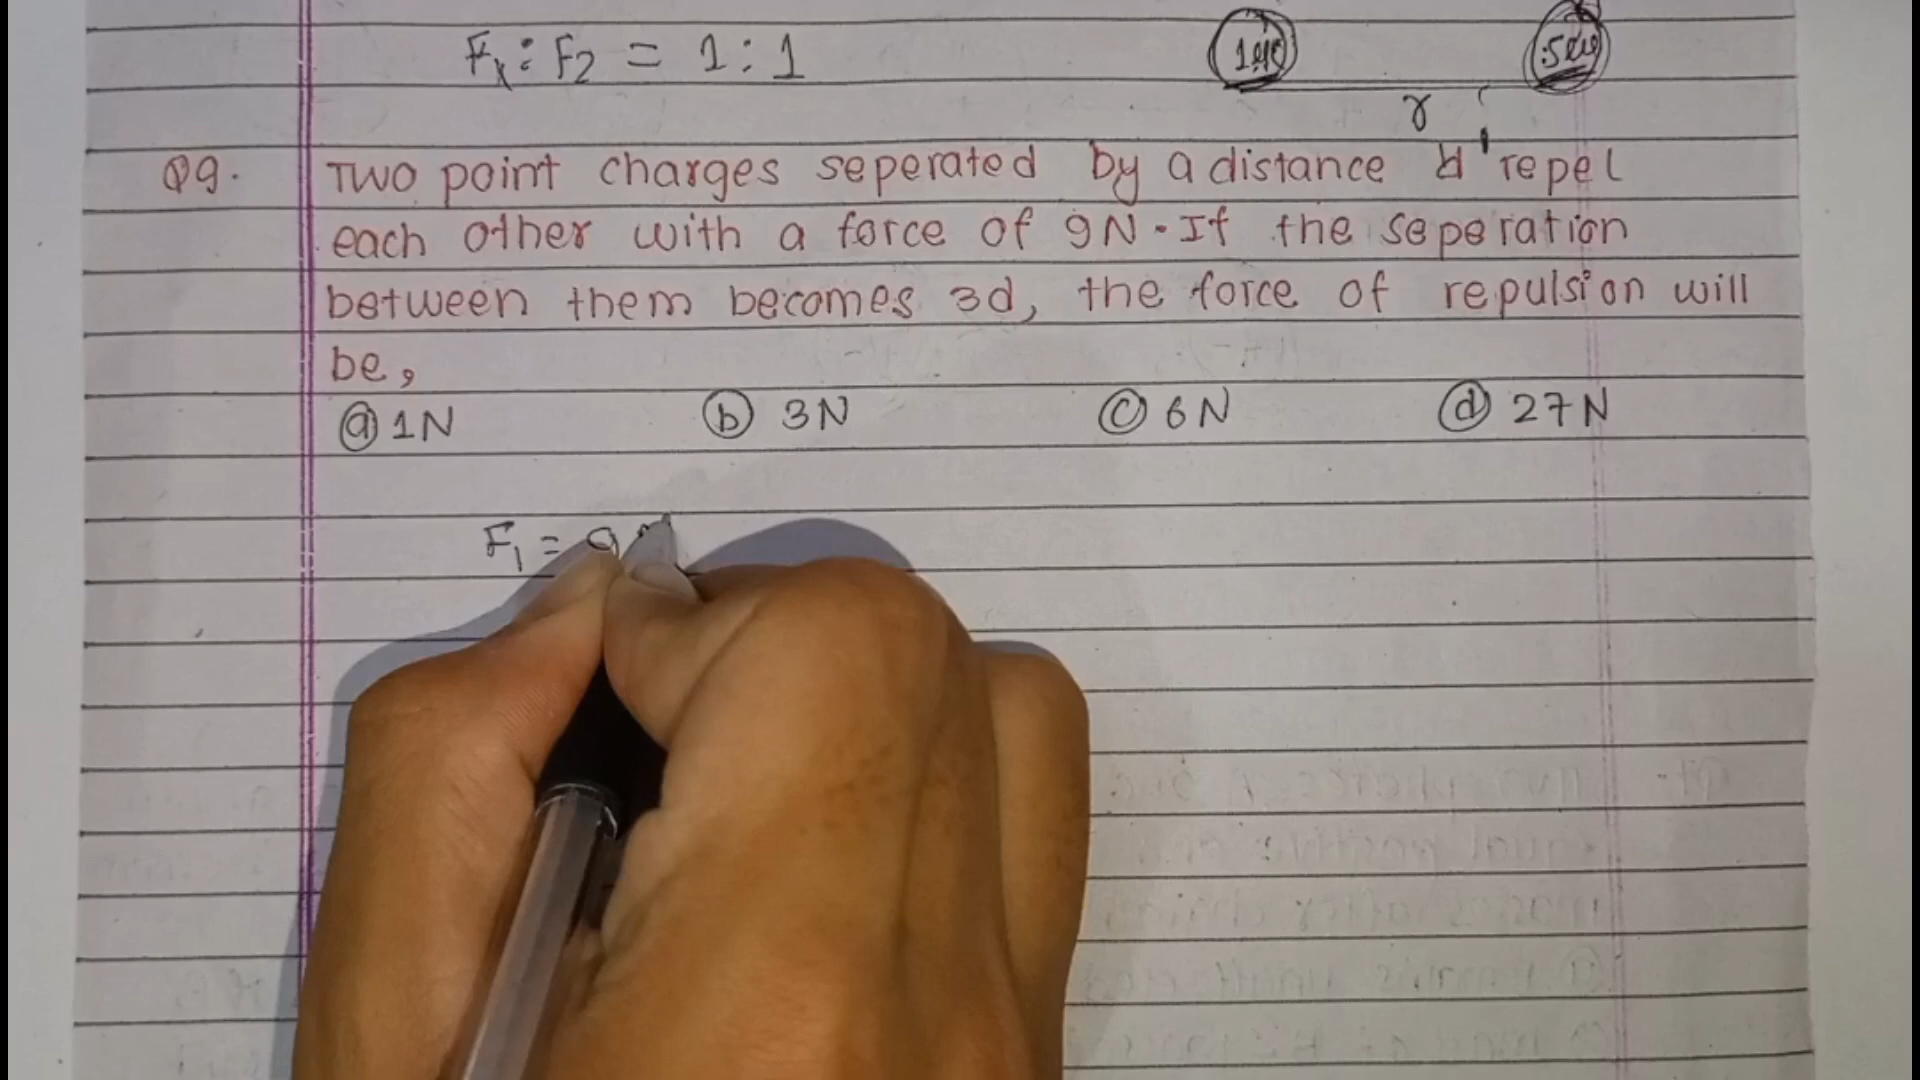 F1 : F2 = 1 : 1
r
Q9. Two point charges seperated by a distance 'd' repel
each other with a force of 9N. If the seperation
between them becomes 3d, the force of repulsion will
be,
ⓐ 1N ⓑ 3N ⓒ 6N ⓓ 27N
F1 = 9